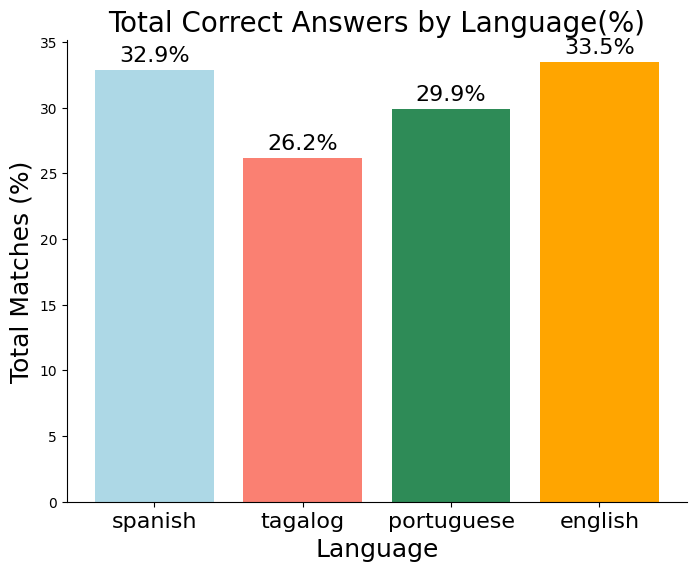 Total Correct Answers by Language(%)
35
32.9%
33.5%
30
29.9%
26.2%
25
20
15
10
5
0
Total Matches (%)
spanish
tagalog
portuguese
english
Language